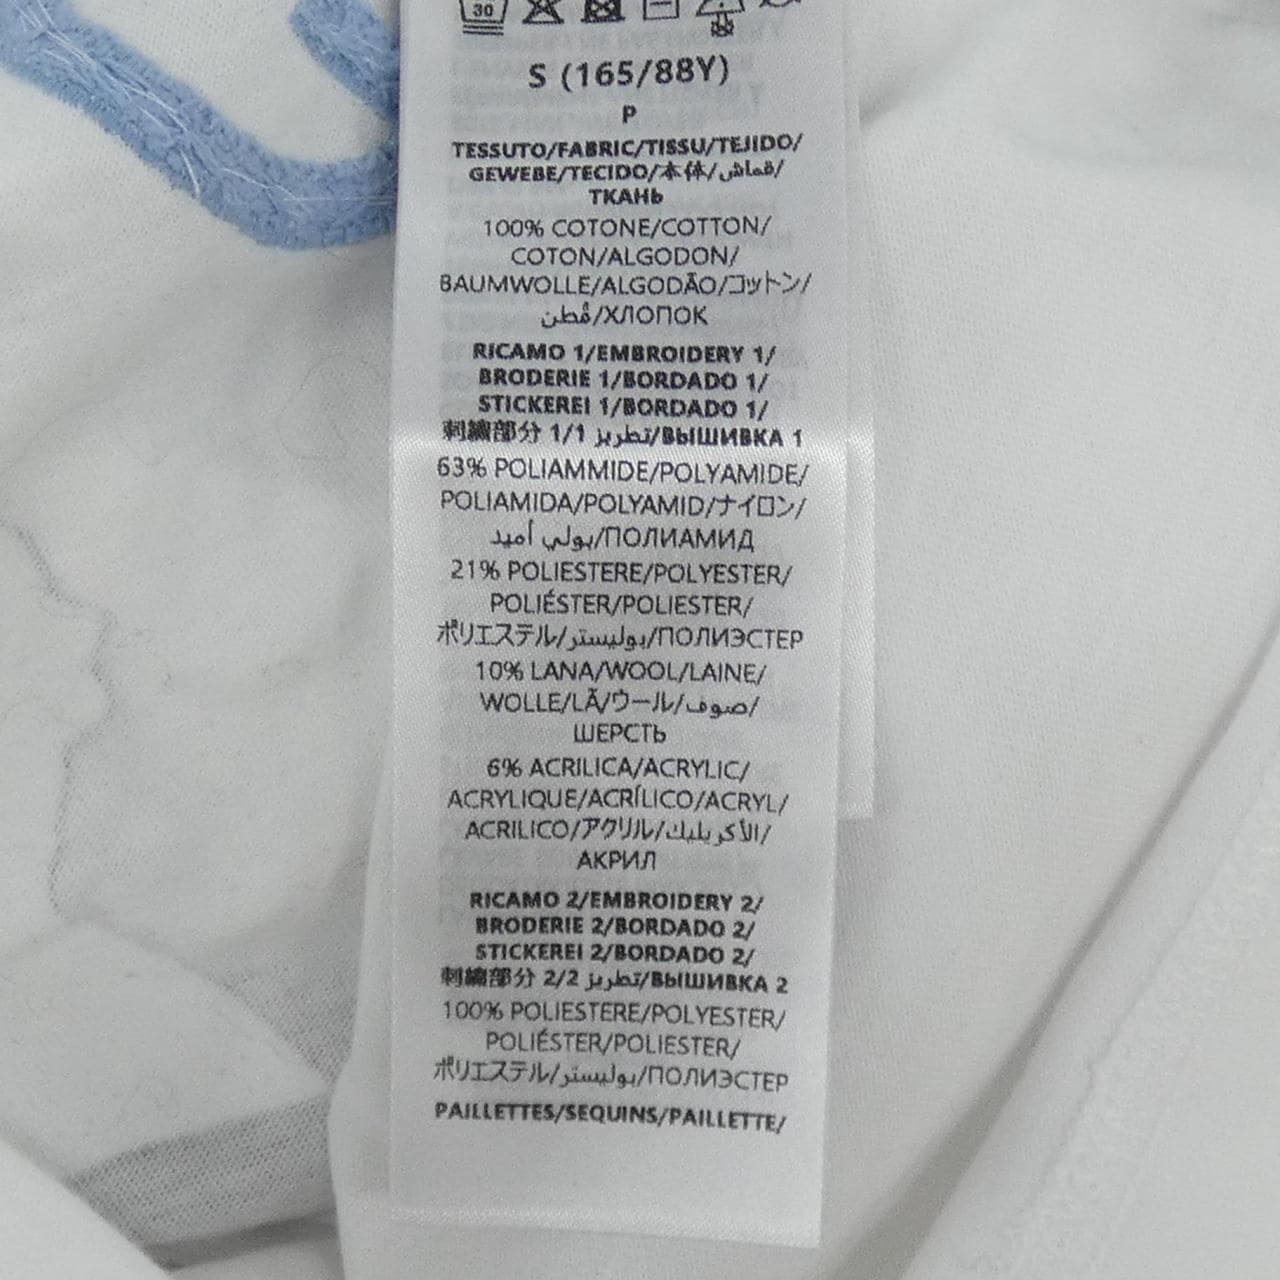 30
S (165/88Y)
P
TESSUTO/FABRIC/TISSU/TEJIDO/
GEWEBE/TECIDO/本体/قماش/
ТКАНЬ
100% COTONE/COTTON/
COTON/ALGODON/
BAUMWOLLE/ALGODÃO/コットン/
قُطن/ХЛОПОК
RICAMO 1/EMBROIDERY 1/
BRODERIE 1/BORDADO 1/
STICKEREI 1/BORDADO 1/
刺繍部分 1/1 تطريز/ВЫШИВКА 1
63% POLIAMMIDE/POLYAMIDE/
POLIAMIDA/POLYAMID/ナイロン/
بولي أميد/ПОЛИАМИД
21% POLIESTERE/POLYESTER/
POLIÉSTER/POLIESTER/
ポリエステル/بوليستر/ПОЛИЭСТЕР
10% LANA/WOOL/LAINE/
WOLLE/LÃ/ウール/صوف/
ШЕРСТЬ
6% ACRILICA/ACRYLIC/
ACRYLIQUE/ACRÍLICO/ACRYL/
ACRILICO/アクリル/الأكريليك/
АКРИЛ
RICAMO 2/EMBROIDERY 2/
BRODERIE 2/BORDADO 2/
STICKEREI 2/BORDADO 2/
刺繍部分 2/2 تطريز/ВЫШИВКА 2
100% POLIESTERE/POLYESTER/
POLIÉSTER/POLIESTER/
ポリエステル/بوليستر/ПОЛИЭСТЕР
PAILLETTES/SEQUINS/PAILLETTE/